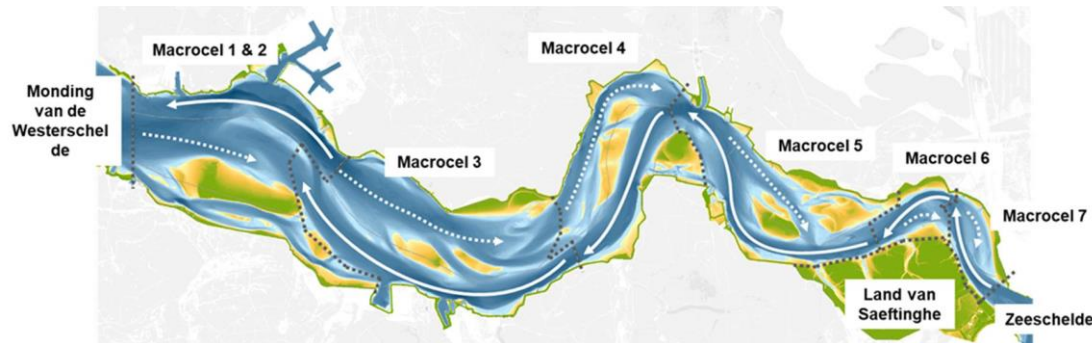 Macrocel 1 & 2
Macrocel 4
Monding
van de
Westerschel
de
Macrocel 3
Macrocel 5
Macrocel 6
Macrocel 7
Land van
Saeftinghe
Zeeschelde